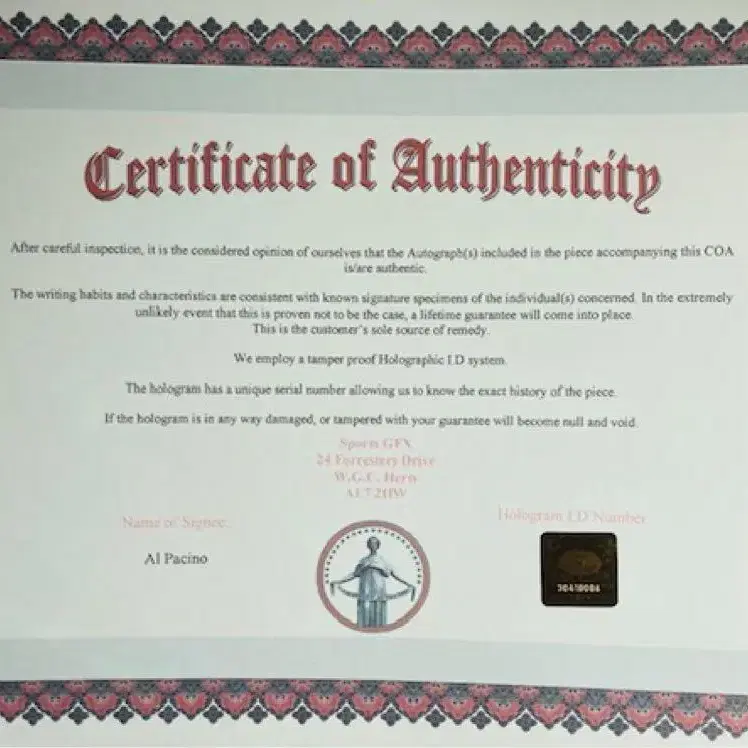 Certificate of Authenticity
After careful inspection, it is the considered opinion of ourselves that the Autograph(s) included in the piece accompanying this COA
is/are authentic.
The writing habits and characteristics are consistent with known signature specimens of the individual(s) concerned. In the extremely
unlikely event that this is proven not to be the case, a lifetime guarantee will come into place.
This is the customer's sole source of remedy.
We employ a tamper proof Holographic I.D system.
The hologram has a unique serial number allowing us to know the exact history of the piece.
If the hologram is in any way damaged, or tampered with your guarantee will become null and void.
Sports GFX
24 Forresters Drive
W.G.C. Herts
Name of Signee.
Hologram I.D Number
Al Pacino